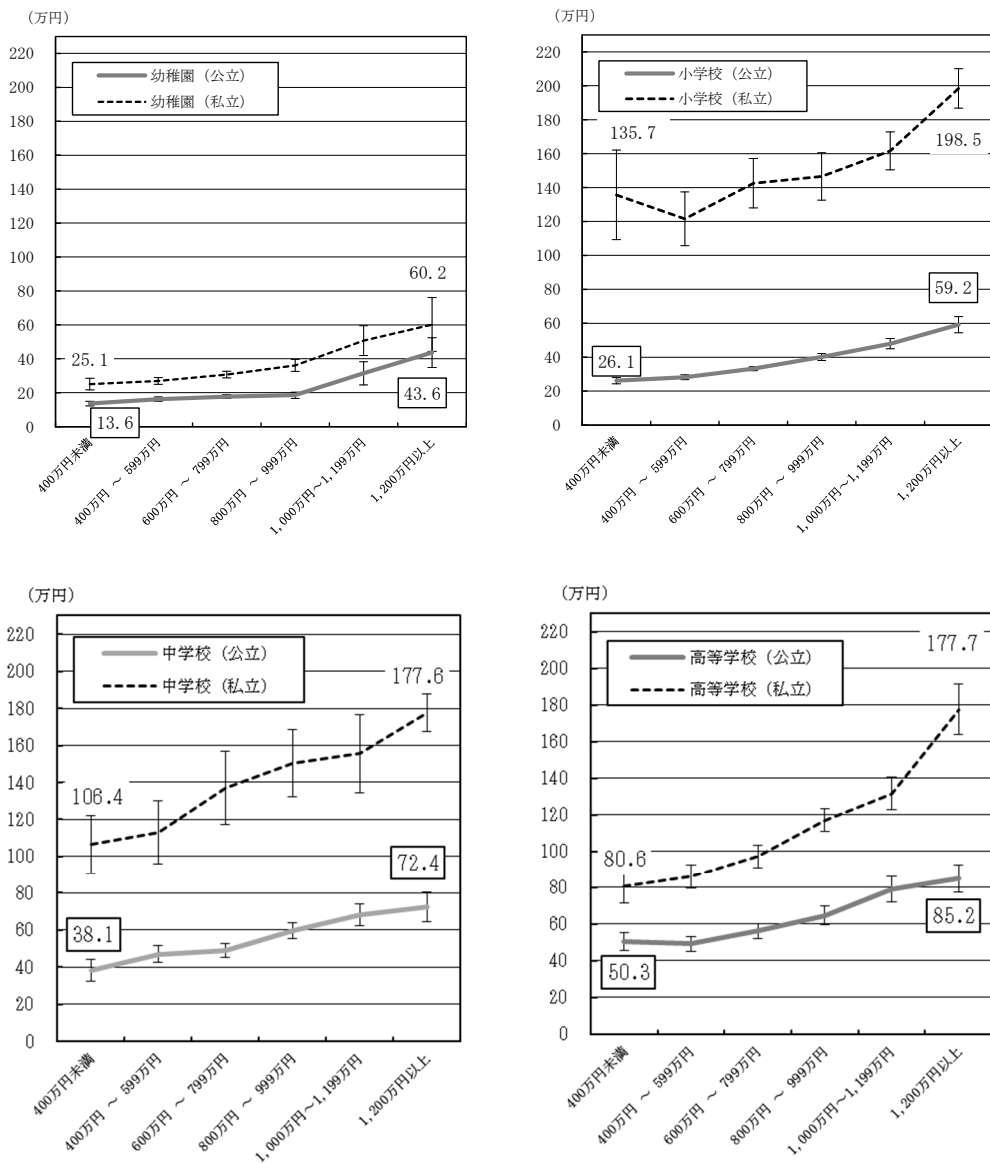 (万円)
220
200
180
160
140
120
100
80
60
40
20
0
幼稚園（公立）
幼稚園（私立）
25.1
60.2
13.6
43.6
400万円未満
400万円 ～ 599万円
600万円 ～ 799万円
800万円 ～ 999万円
1,000万円～1,199万円
1,200万円以上
(万円)
220
200
180
160
140
120
100
80
60
40
20
0
小学校（公立）
小学校（私立）
135.7
198.5
26.1
59.2
400万円未満
400万円 ～ 599万円
600万円 ～ 799万円
800万円 ～ 999万円
1,000万円～1,199万円
1,200万円以上
(万円)
220
200
180
160
140
120
100
80
60
40
20
0
中学校（公立）
中学校（私立）
106.4
177.6
38.1
72.4
400万円未満
400万円 ～ 599万円
600万円 ～ 799万円
800万円 ～ 999万円
1,000万円～1,199万円
1,200万円以上
(万円)
220
200
180
160
140
120
100
80
60
40
20
0
高等学校（公立）
高等学校（私立）
80.6
177.7
50.3
85.2
400万円未満
400万円 ～ 599万円
600万円 ～ 799万円
800万円 ～ 999万円
1,000万円～1,199万円
1,200万円以上